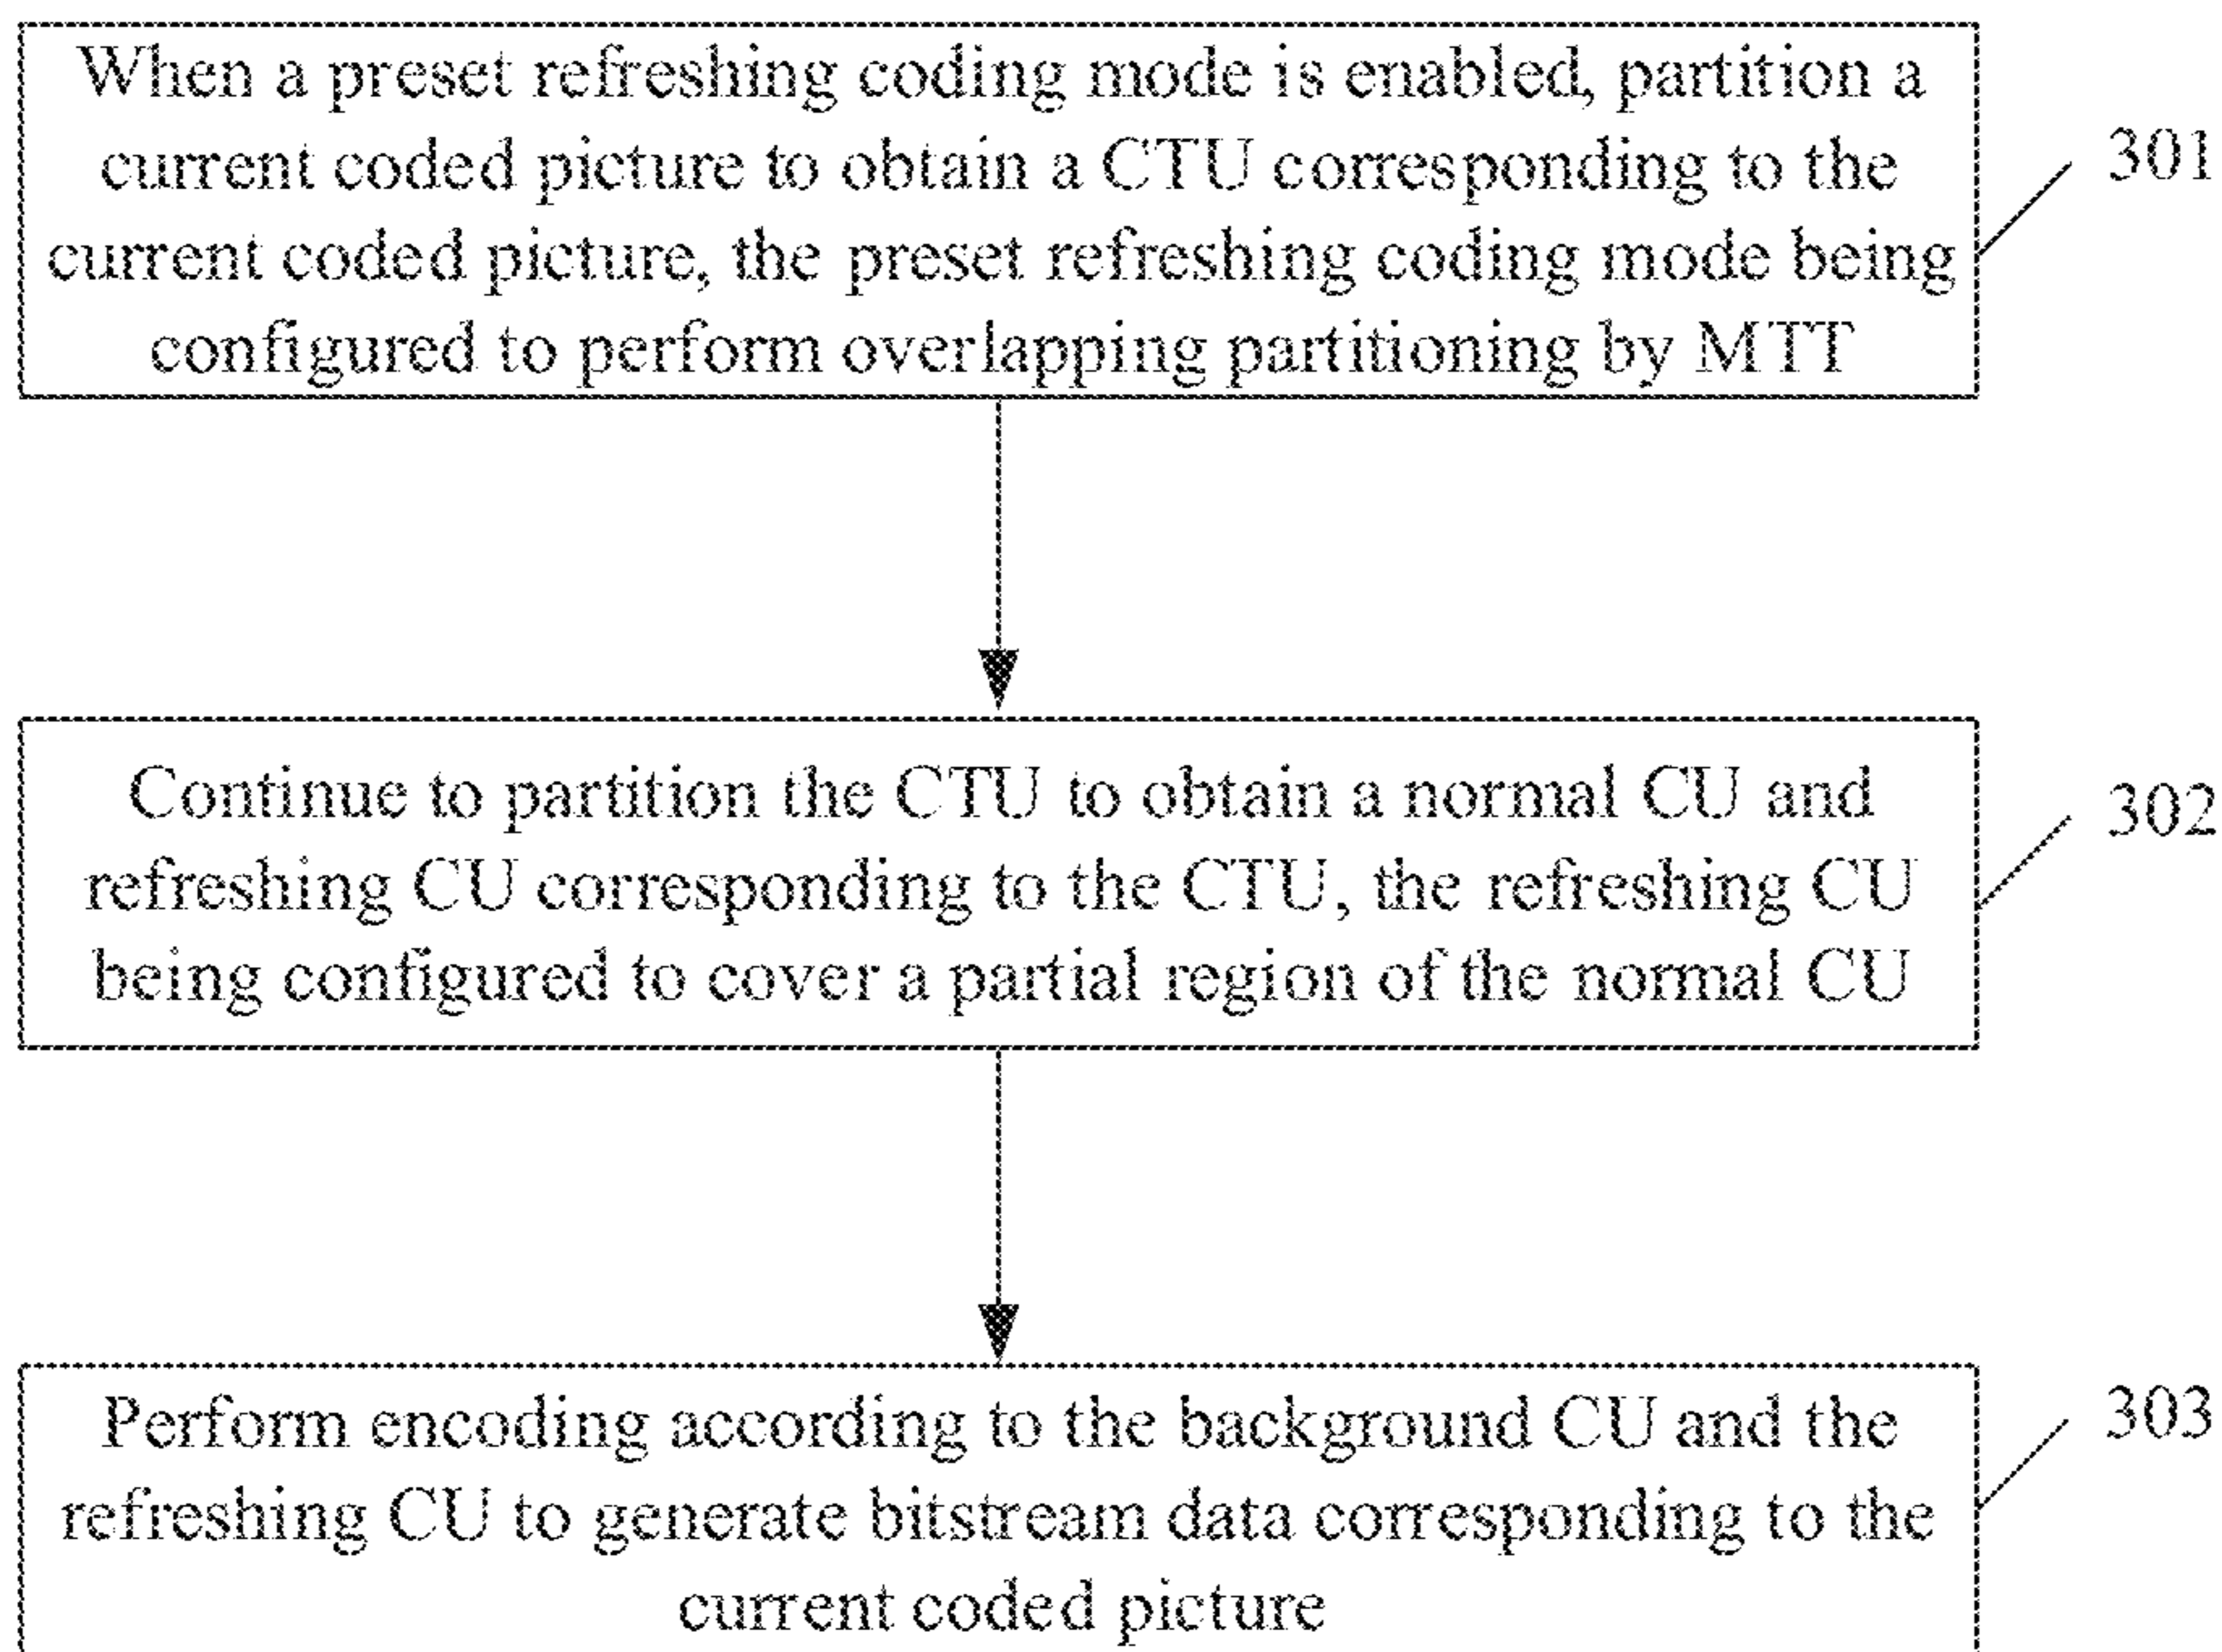 When a preset refreshing coding mode is enabled, partition a
current coded picture to obtain a CTU corresponding to the
current coded picture, the preset refreshing coding mode being
configured to perform overlapping partitioning by MTT
301
Continue to partition the CTU to obtain a normal CU and
refreshing CU corresponding to the CTU, the refreshing CU
being configured to cover a partial region of the normal CU
302
Perform encoding according to the background CU and the
refreshing CU to generate bitstream data corresponding to the
current coded picture
303